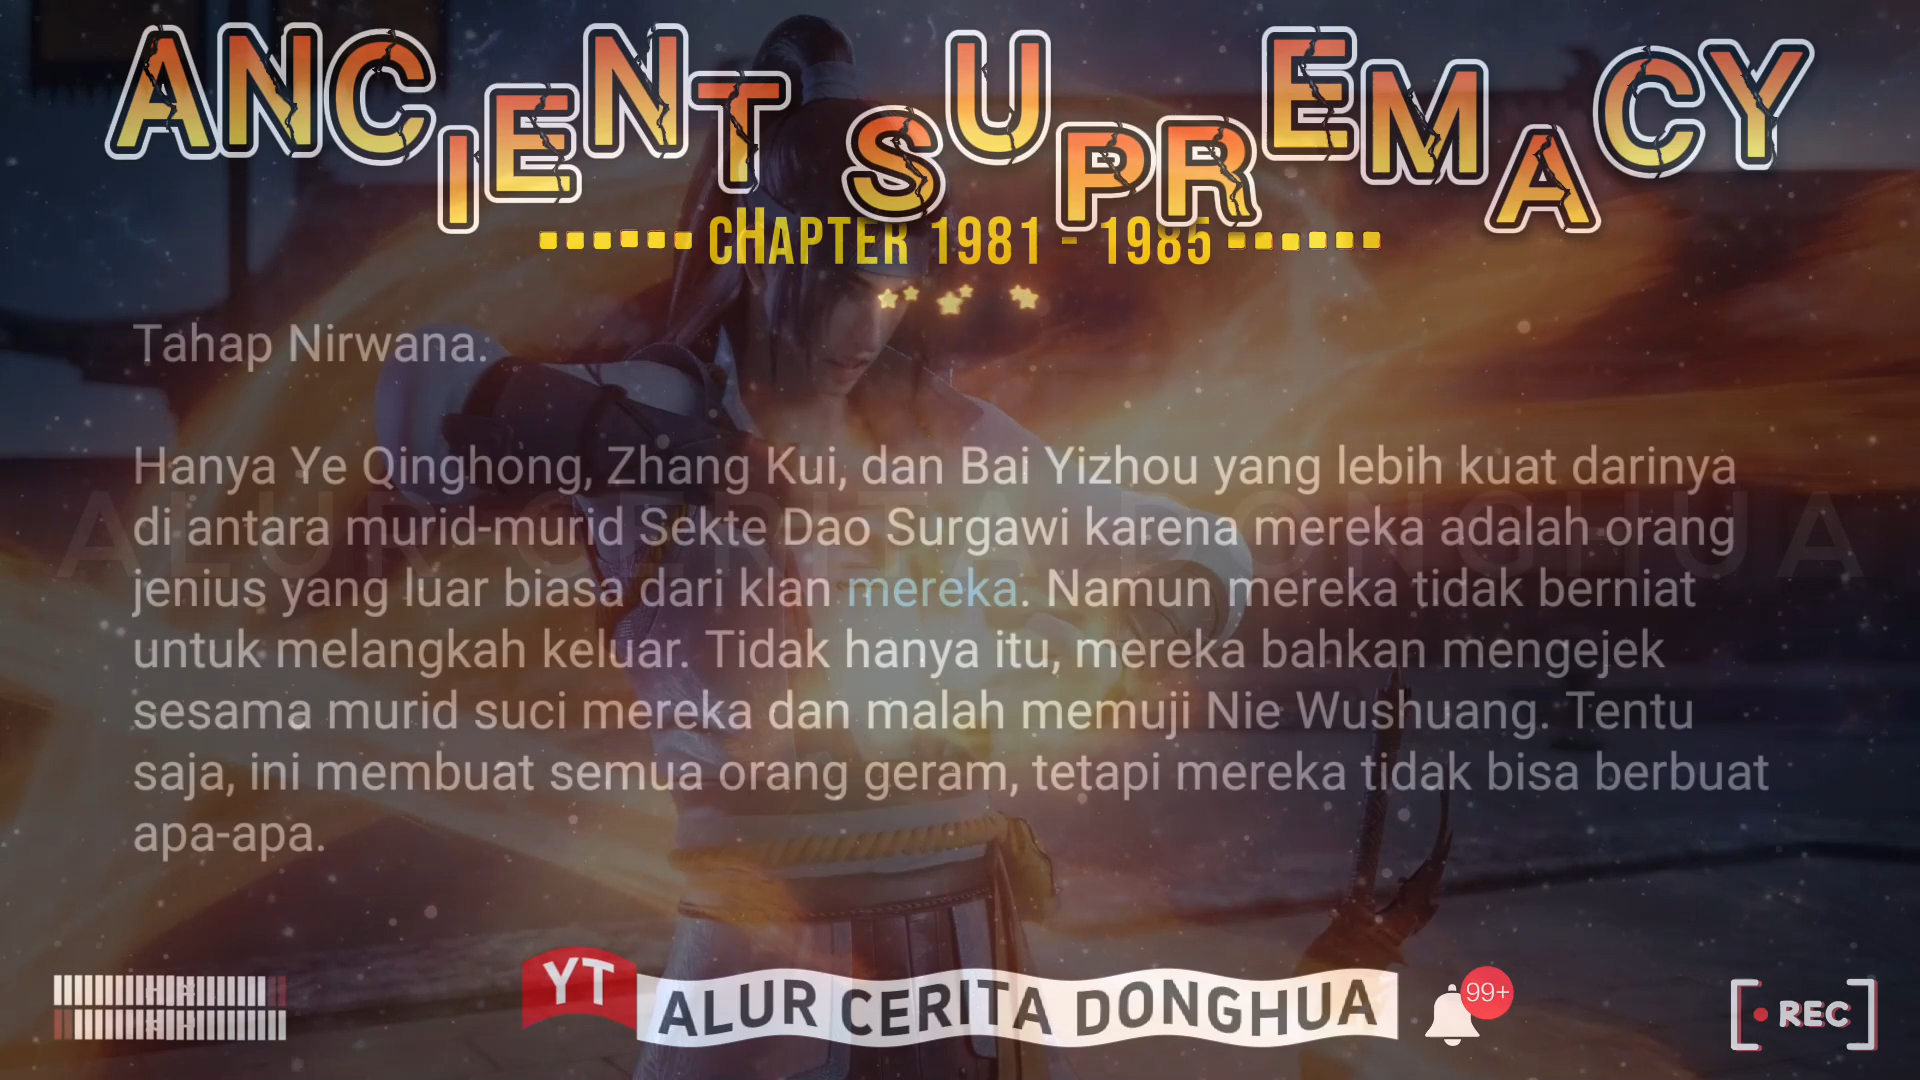 ANCIENT SUPREMACY
CHAPTER 1981 - 1985
Tahap Nirwana.
Hanya Ye Qinghong, Zhang Kui, dan Bai Yizhou yang lebih kuat darinya
di antara murid-murid Sekte Dao Surgawi karena mereka adalah orang
jenius yang luar biasa dari klan mereka. Namun mereka tidak berniat
untuk melangkah keluar. Tidak hanya itu, mereka bahkan mengejek
sesama murid suci mereka dan malah memuji Nie Wushuang. Tentu
saja, ini membuat semua orang geram, tetapi mereka tidak bisa berbuat
apa-apa.
ALUR CERITA DONGHUA
YT ALUR CERITA DONGHUA
99+
REC